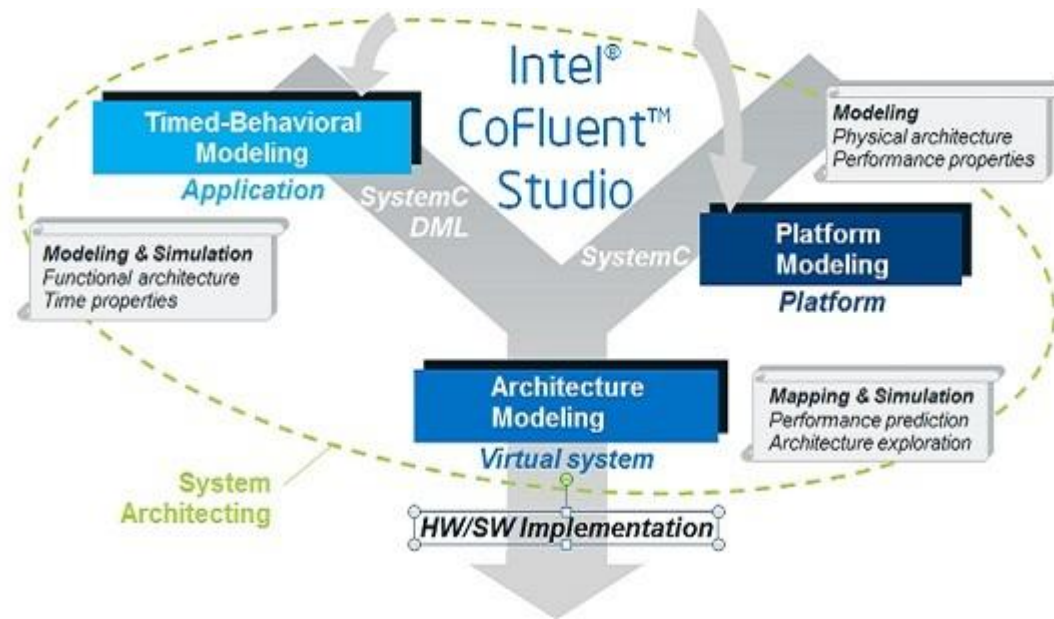 Intel®
CoFluent™
Studio
Timed-Behavioral
Modeling
Application
SystemC
DML
Modeling & Simulation
Functional architecture
Time properties
Modeling
Physical architecture
Performance properties
SystemC
Platform
Modeling
Platform
Architecture
Modeling
Virtual system
Mapping & Simulation
Performance prediction
Architecture exploration
System
Architecting
HW/SW Implementation